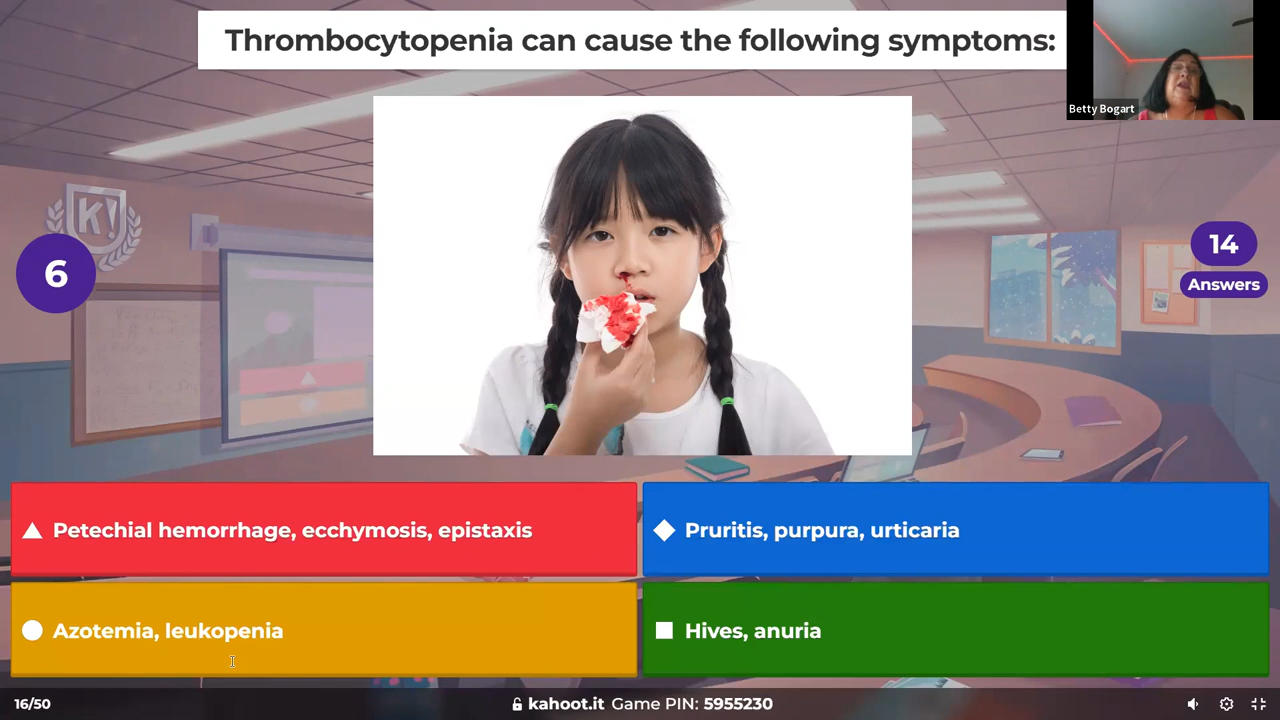 Thrombocytopenia can cause the following symptoms:
Betty Bogart
K!
6
14
Answers
Petechial hemorrhage, ecchymosis, epistaxis
Pruritis, purpura, urticaria
Azotemia, leukopenia
Hives, anuria
16/50
kahoot.it Game PIN: 5955230